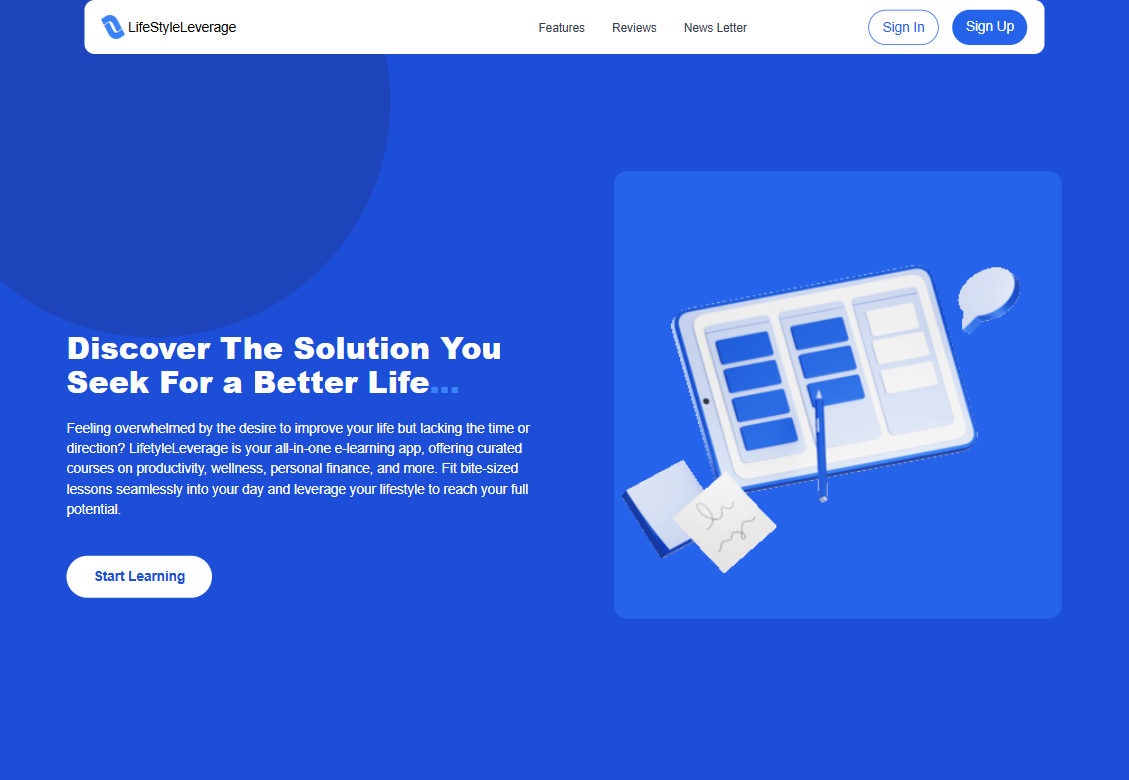 LifeStyleLeverage
Features
Reviews
News Letter
Sign In
Sign Up
Discover The Solution You
Seek For a Better Life...
Feeling overwhelmed by the desire to improve your life but lacking the time or
direction? LifetyleLeverage is your all-in-one e-learning app, offering curated
courses on productivity, wellness, personal finance, and more. Fit bite-sized
lessons seamlessly into your day and leverage your lifestyle to reach your full
potential.
Start Learning